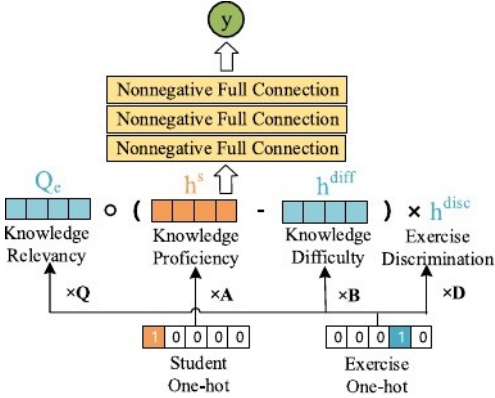 y
Nonnegative Full Connection
Nonnegative Full Connection
Nonnegative Full Connection
Qe hˢ h^diff
( - ) × h^disc
Knowledge Relevancy
Knowledge Proficiency
Knowledge Difficulty
Exercise Discrimination
×Q ×A ×B ×D
1 0 0 0 0
0 0 0 1 0
Student One-hot
Exercise One-hot